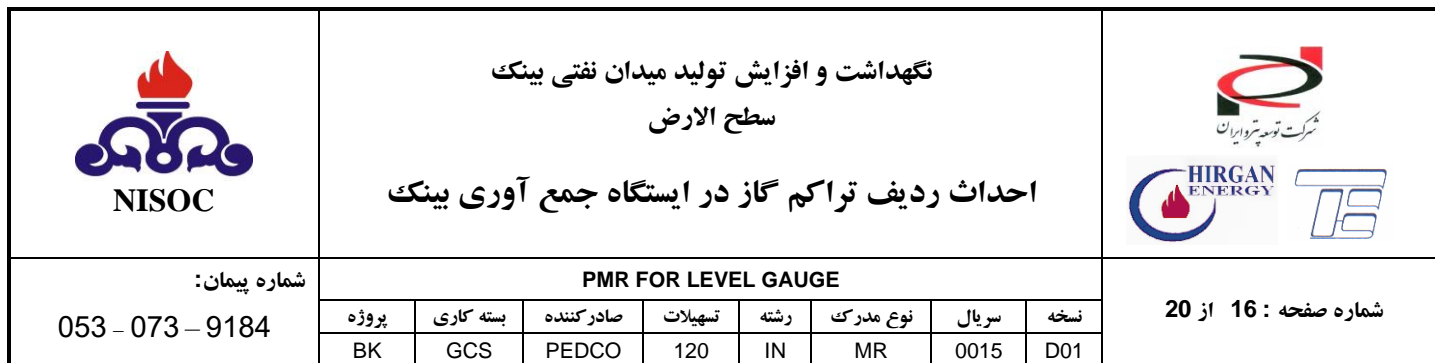 نگهداشت و افزایش تولید میدان نفتی بینک
سطح الارض
احداث ردیف تراکم گاز در ایستگاه جمع آوری بینک
NISOC
شرکت توسعه پترو ایران
HIRGAN
ENERGY
شماره پیمان:
053 – 073 – 9184
PMR FOR LEVEL GAUGE
پروژه بسته کاری صادرکننده تسهیلات رشته نوع مدرک سریال نسخه
BK GCS PEDCO 120 IN MR 0015 D01
شماره صفحه : 16 از 20